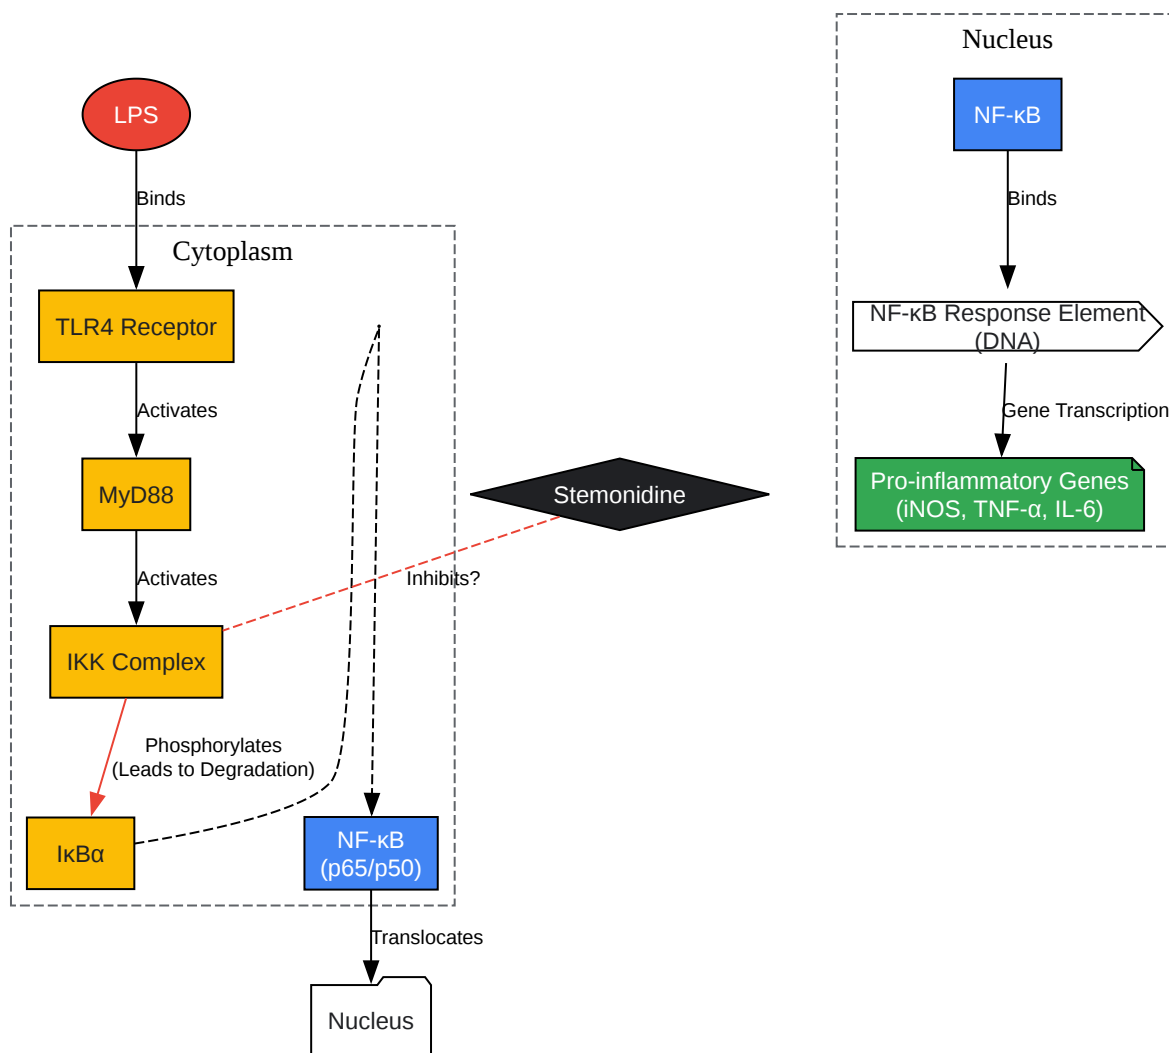 LPS
Binds
Cytoplasm
TLR4 Receptor
Activates
MyD88
Activates
IKK Complex
Phosphorylates
(Leads to Degradation)
IκBα
NF-κB
(p65/p50)
Translocates
Nucleus
Stemonidine
Inhibits?
Nucleus
NF-κB
Binds
NF-κB Response Element
(DNA)
Gene Transcription
Pro-inflammatory Genes
(iNOS, TNF-α, IL-6)